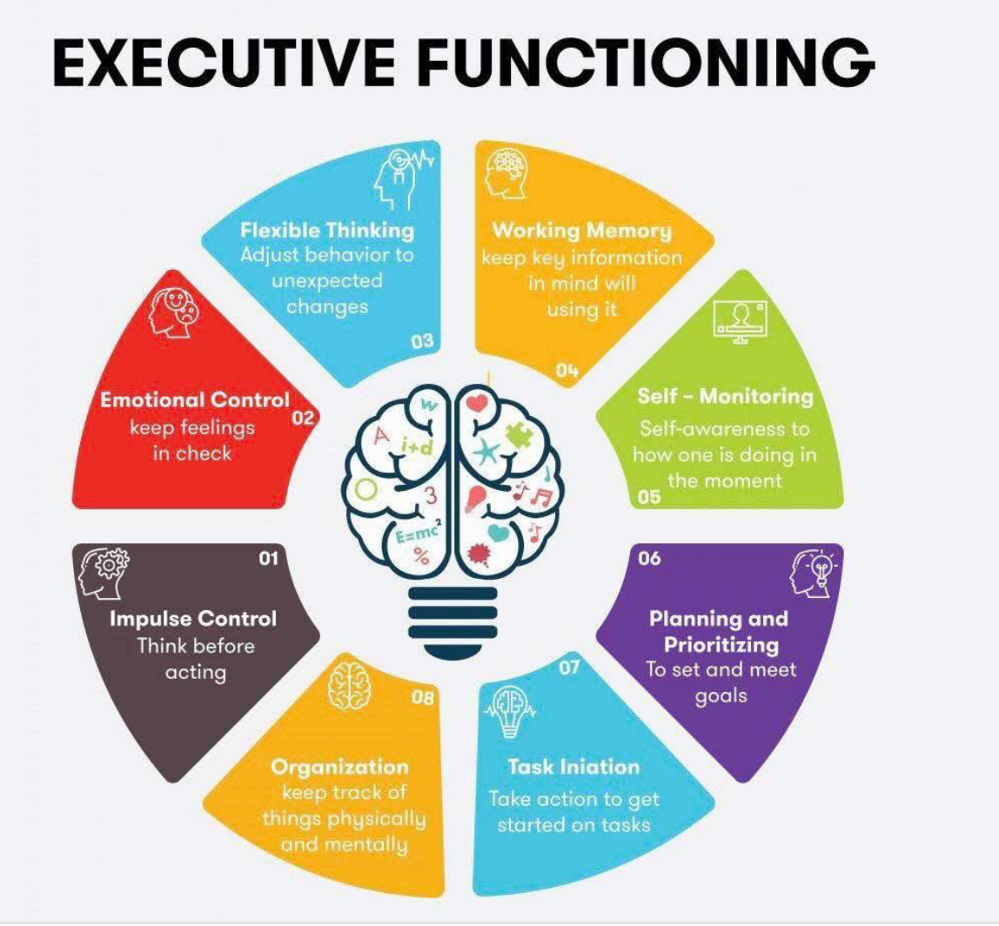 EXECUTIVE FUNCTIONING
01
Impulse Control
Think before
acting
02
Emotional Control
keep feelings
in check
03
Flexible Thinking
Adjust behavior to
unexpected
changes
04
Working Memory
keep key information
in mind will
using it
05
Self - Monitoring
Self-awareness to
how one is doing in
the moment
06
Planning and
Prioritizing
To set and meet
goals
07
Task Iniation
Take action to get
started on tasks
08
Organization
keep track of
things physically
and mentally
W
A
i+d
3
E=mc²
%